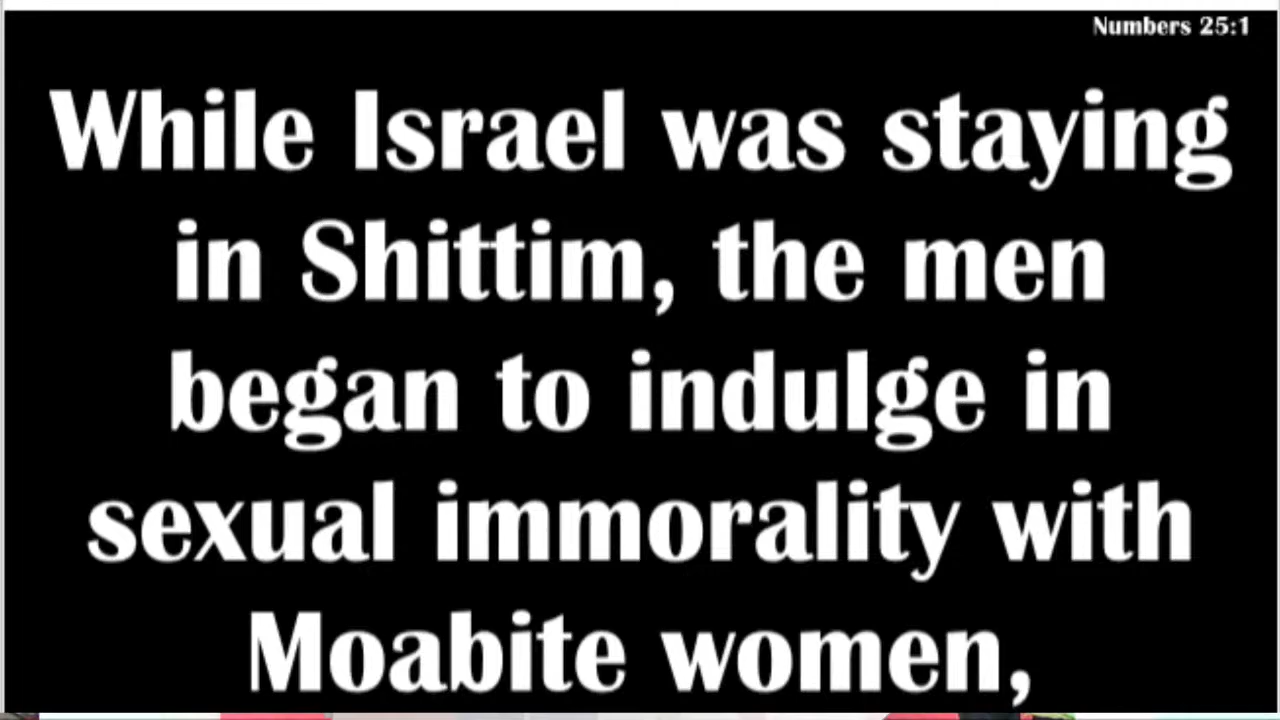 Numbers 25:1
While Israel was staying
in Shittim, the men
began to indulge in
sexual immorality with
Moabite women,